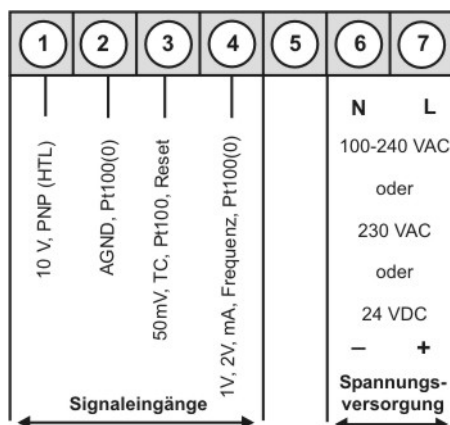 1 2 3 4 5 6 7
10 V, PNP (HTL)
AGND, Pt100(0)
50mV, TC, Pt100, Reset
1V, 2V, mA, Frequenz, Pt100(0)
N L
100-240 VAC
oder
230 VAC
oder
24 VDC
– +
Signaleingänge
Spannungs-
versorgung